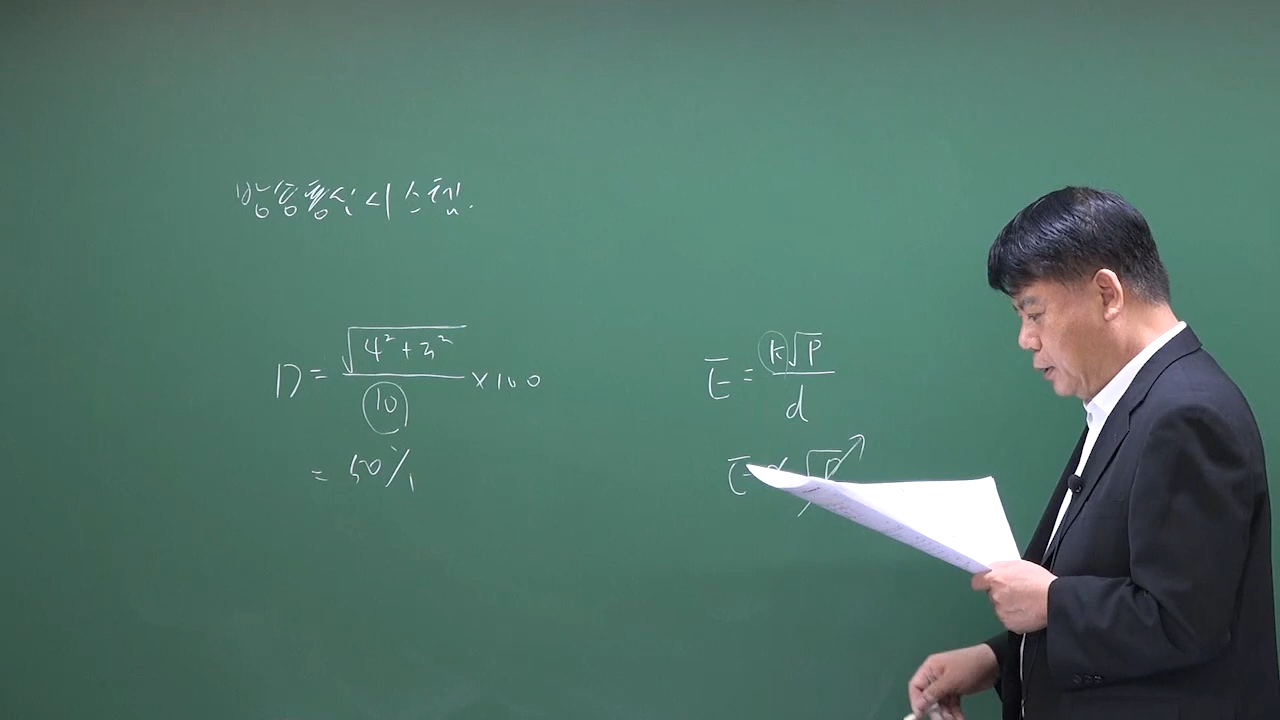 방송통신시스템.
D = √(4² + 3²) / 10 × 100
= 50%
E = k√P / d
E = α √P